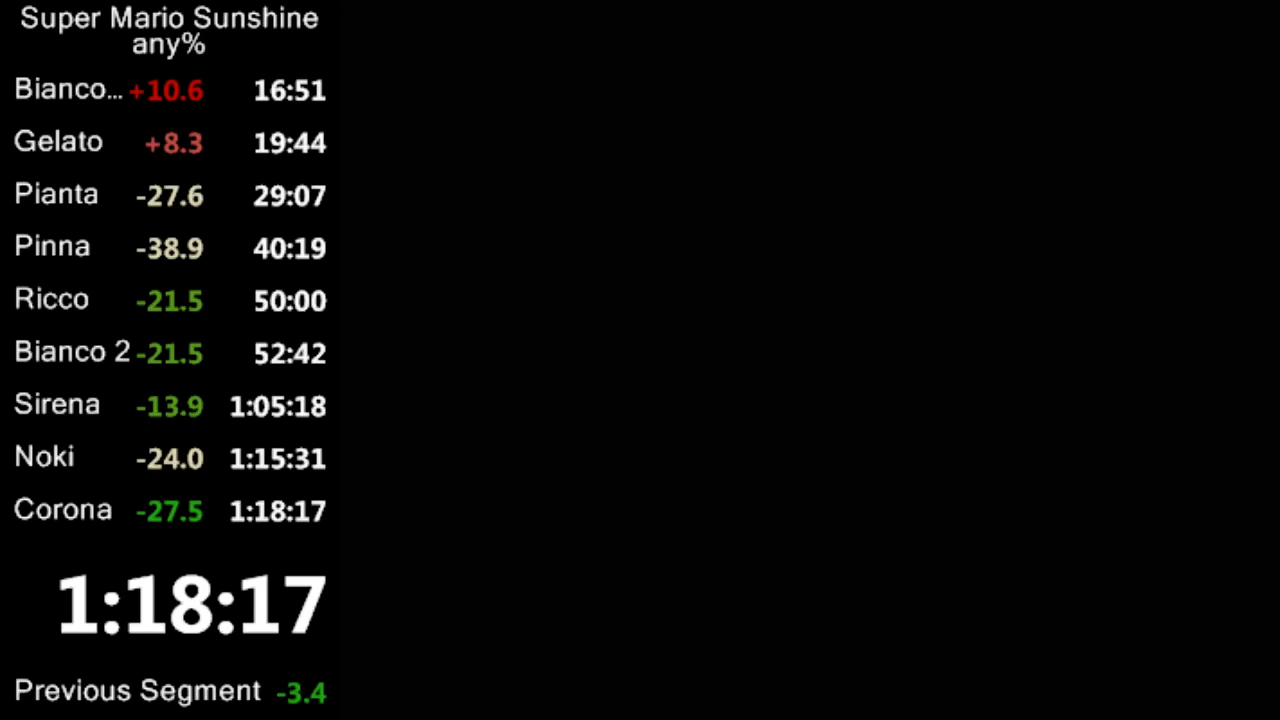 Super Mario Sunshine
any%
Bianco... +10.6 16:51
Gelato +8.3 19:44
Pianta -27.6 29:07
Pinna -38.9 40:19
Ricco -21.5 50:00
Bianco 2 -21.5 52:42
Sirena -13.9 1:05:18
Noki -24.0 1:15:31
Corona -27.5 1:18:17
1:18:17
Previous Segment -3.4